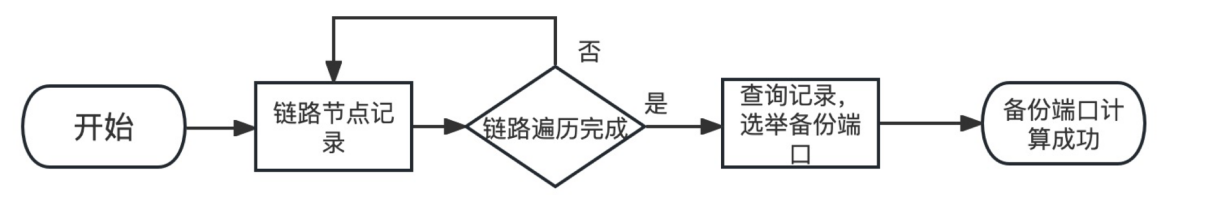 开始
链路节点记
录
链路遍历完成
否
是
查询记录，
选举备份端
口
备份端口计
算成功